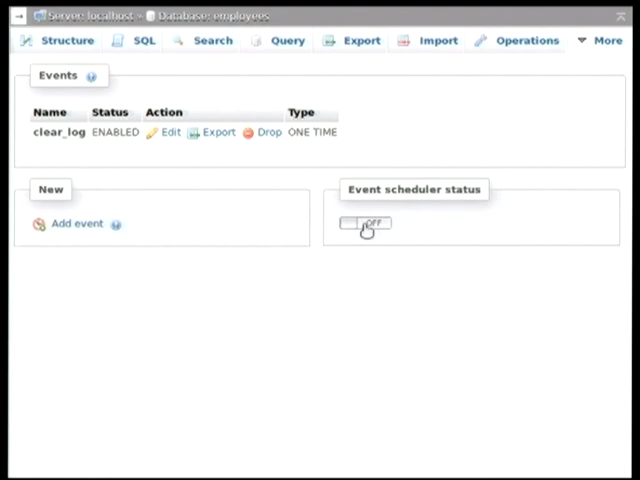 Server: localhost » Database: employees
Structure SQL Search Query Export Import Operations More
Events
Name Status Action Type
clear_log ENABLED Edit Export Drop ONE TIME
New
Event scheduler status
Add event
OFF